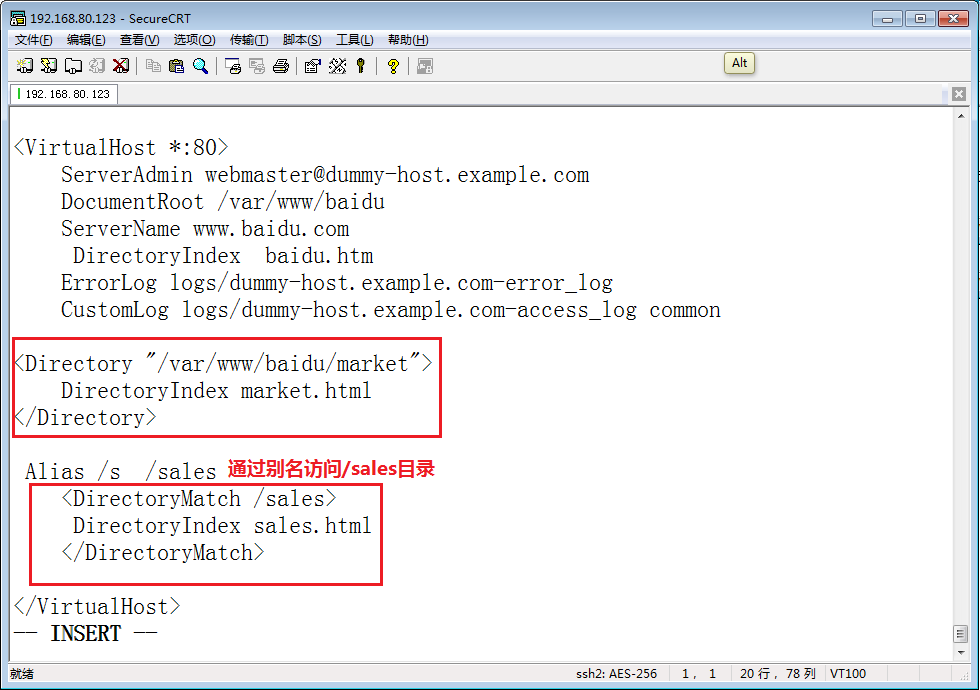 192.168.80.123 - SecureCRT
文件(F) 编辑(E) 查看(V) 选项(O) 传输(T) 脚本(S) 工具(L) 帮助(H)
Alt
192.168.80.123
<VirtualHost *:80>
    ServerAdmin webmaster@dummy-host.example.com
    DocumentRoot /var/www/baidu
    ServerName www.baidu.com
     DirectoryIndex  baidu.htm
    ErrorLog logs/dummy-host.example.com-error_log
    CustomLog logs/dummy-host.example.com-access_log common
<Directory "/var/www/baidu/market">
    DirectoryIndex market.html
</Directory>
 Alias /s  /sales 通过别名访问/sales目录
    <DirectoryMatch /sales>
     DirectoryIndex sales.html
    </DirectoryMatch>
</VirtualHost>
-- INSERT --
就绪 ssh2: AES-256 1, 1 20 行, 78 列 VT100